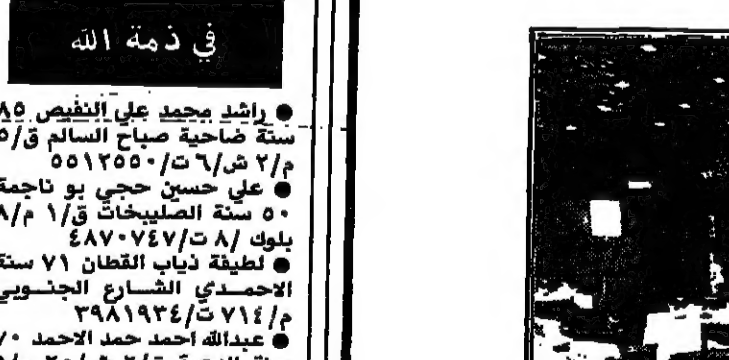 في ذمة الله
● راشد محمد علي النفيص ٨٥
سنة ضاحية صباح السالم ق/٥
م/٢ ش/٦ ت/٥٥١٢٥٥٠
● علي حسين حجي بو ناجمة
٥٠ سنة الصليبخات ق/١ م/٨
بلوك /٨ ت/٤٨٧٠٧٤٧
● لطيفة ذياب القطان ٧١ سنة
الاحمدي الشارع الجنوبي
م/٧١٤ ت/٣٩٨١٩٣٤
● عبدالله احمد حمد الاحمد ٧٠